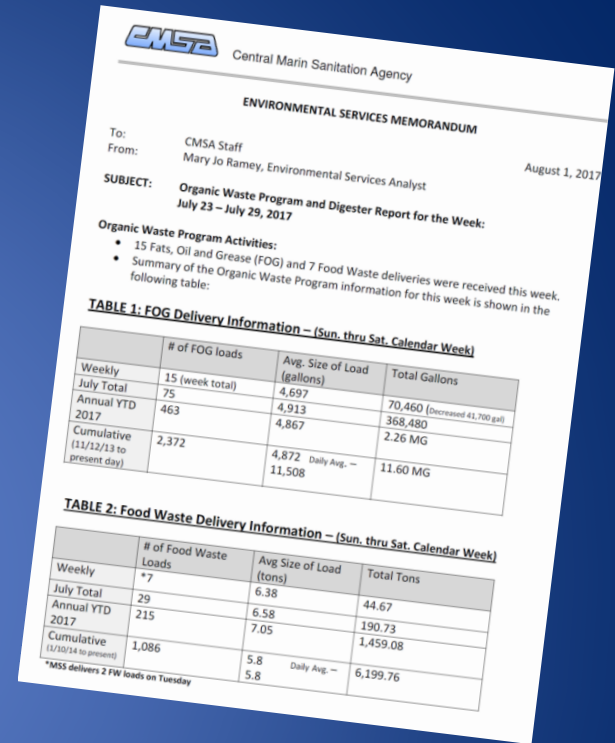 CMSA Central Marin Sanitation Agency
ENVIRONMENTAL SERVICES MEMORANDUM
August 1, 2017
To: CMSA Staff
From: Mary Jo Ramey, Environmental Services Analyst
SUBJECT: Organic Waste Program and Digester Report for the Week:
July 23 – July 29, 2017
Organic Waste Program Activities:
• 15 Fats, Oil and Grease (FOG) and 7 Food Waste deliveries were received this week.
• Summary of the Organic Waste Program information for this week is shown in the
following table:
TABLE 1: FOG Delivery Information – (Sun. thru Sat. Calendar Week)
# of FOG loads Avg. Size of Load (gallons) Total Gallons
Weekly 15 (week total) 4,697 70,460 (Decreased 41,700 gal)
July Total 75 4,913 368,480
Annual YTD 2017 463 4,867 2.26 MG
Cumulative (11/12/13 to present day) 2,372 4,872 Daily Avg. – 11,508 11.60 MG
TABLE 2: Food Waste Delivery Information – (Sun. thru Sat. Calendar Week)
# of Food Waste Loads Avg Size of Load (tons) Total Tons
Weekly *7 6.38 44.67
July Total 29 6.58 190.73
Annual YTD 2017 215 7.05 1,459.08
Cumulative (1/10/14 to present) 1,086 5.8 Daily Avg. – 5.8 6,199.76
*MSS delivers 2 FW loads on Tuesday